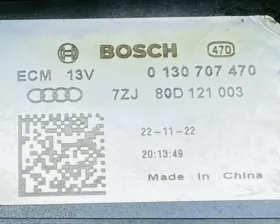 BOSCH 47D
ECM 13V 0 130 707 470
7ZJ 80D 121 003
22-11-22
20:13:49
Made in China